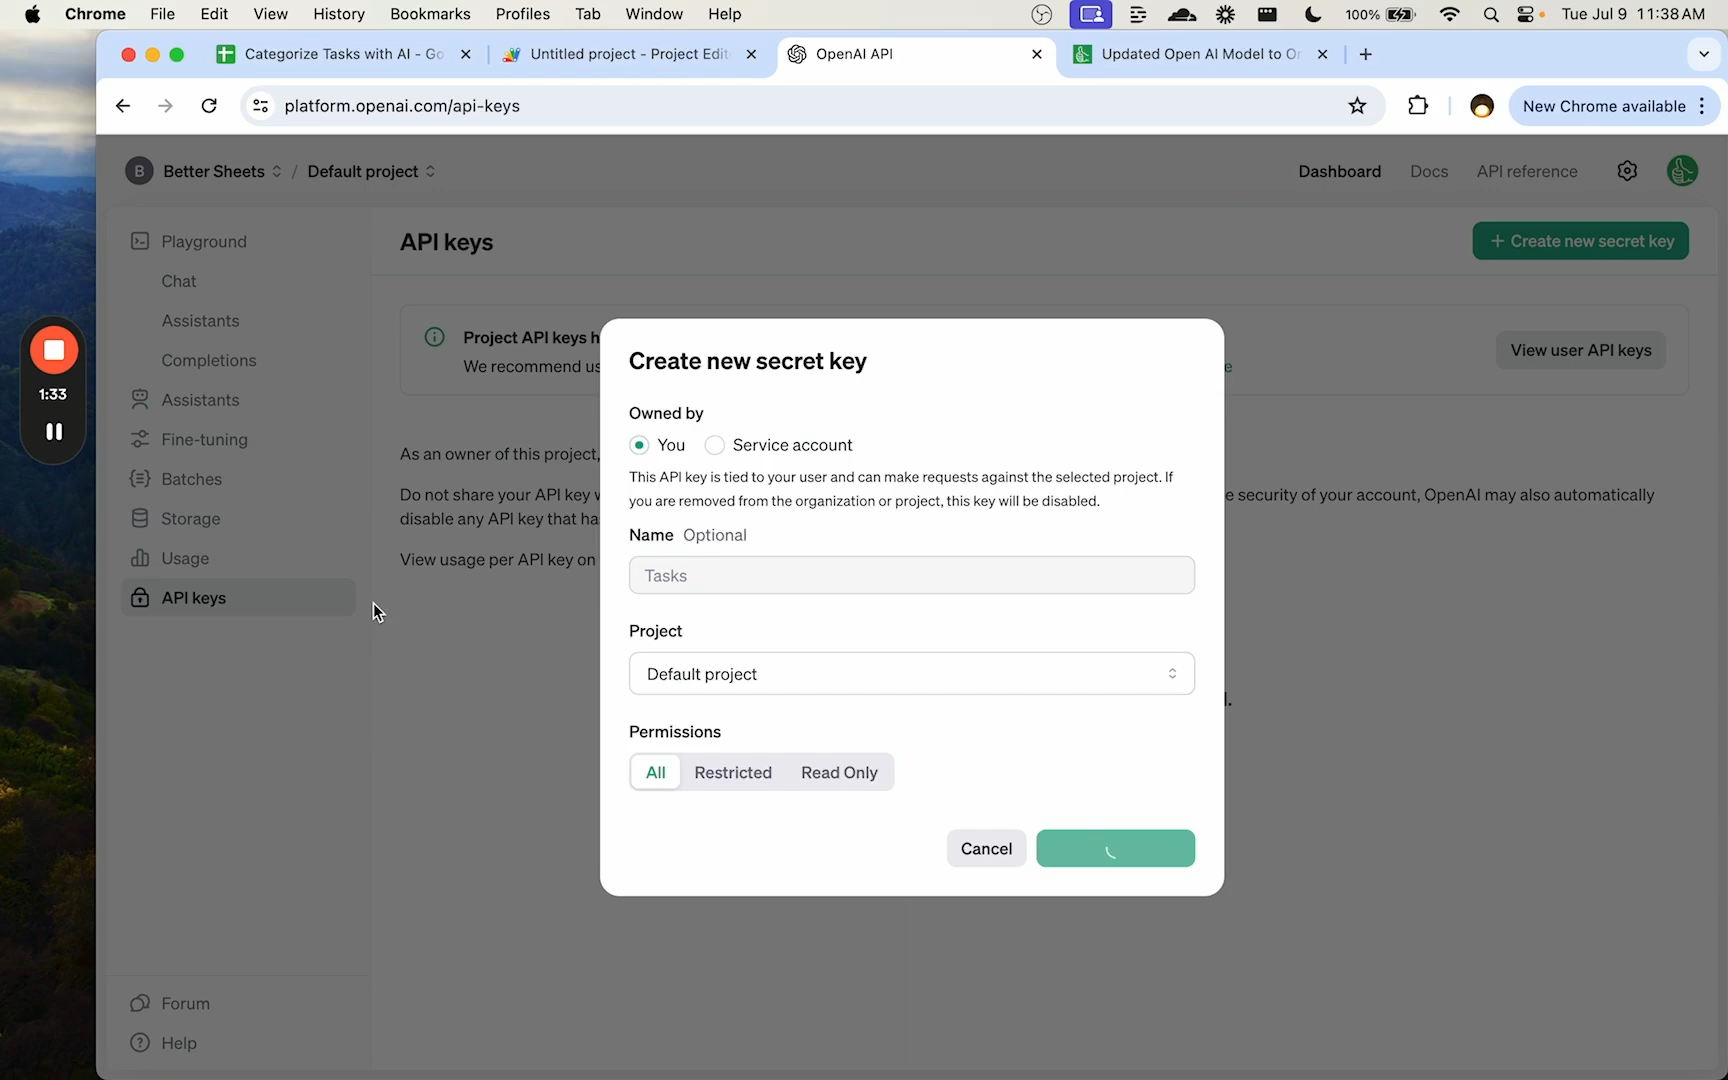 Chrome File Edit View History Bookmarks Profiles Tab Window Help 100% Tue Jul 9 11:38 AM
Categorize Tasks with AI - Go
Untitled project - Project Edit
OpenAI API
Updated Open AI Model to Or
platform.openai.com/api-keys
New Chrome available
B Better Sheets / Default project
Dashboard Docs API reference
Playground
Chat
Assistants
Completions
Assistants
Fine-tuning
Batches
Storage
Usage
API keys
Forum
Help
1:33
API keys
+ Create new secret key
Project API keys h
We recommend us
e
View user API keys
As an owner of this project,
Do not share your API key w
e security of your account, OpenAI may also automatically
disable any API key that ha
View usage per API key on
Create new secret key
Owned by
You Service account
This API key is tied to your user and can make requests against the selected project. If
you are removed from the organization or project, this key will be disabled.
Name Optional
Tasks
Project
Default project
Permissions
All Restricted Read Only
Cancel